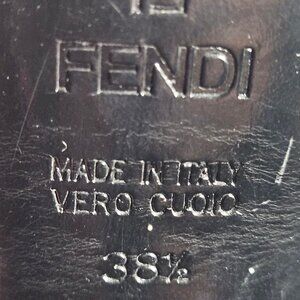 FENDI
MADE IN ITALY
VERO CUOIO
38½